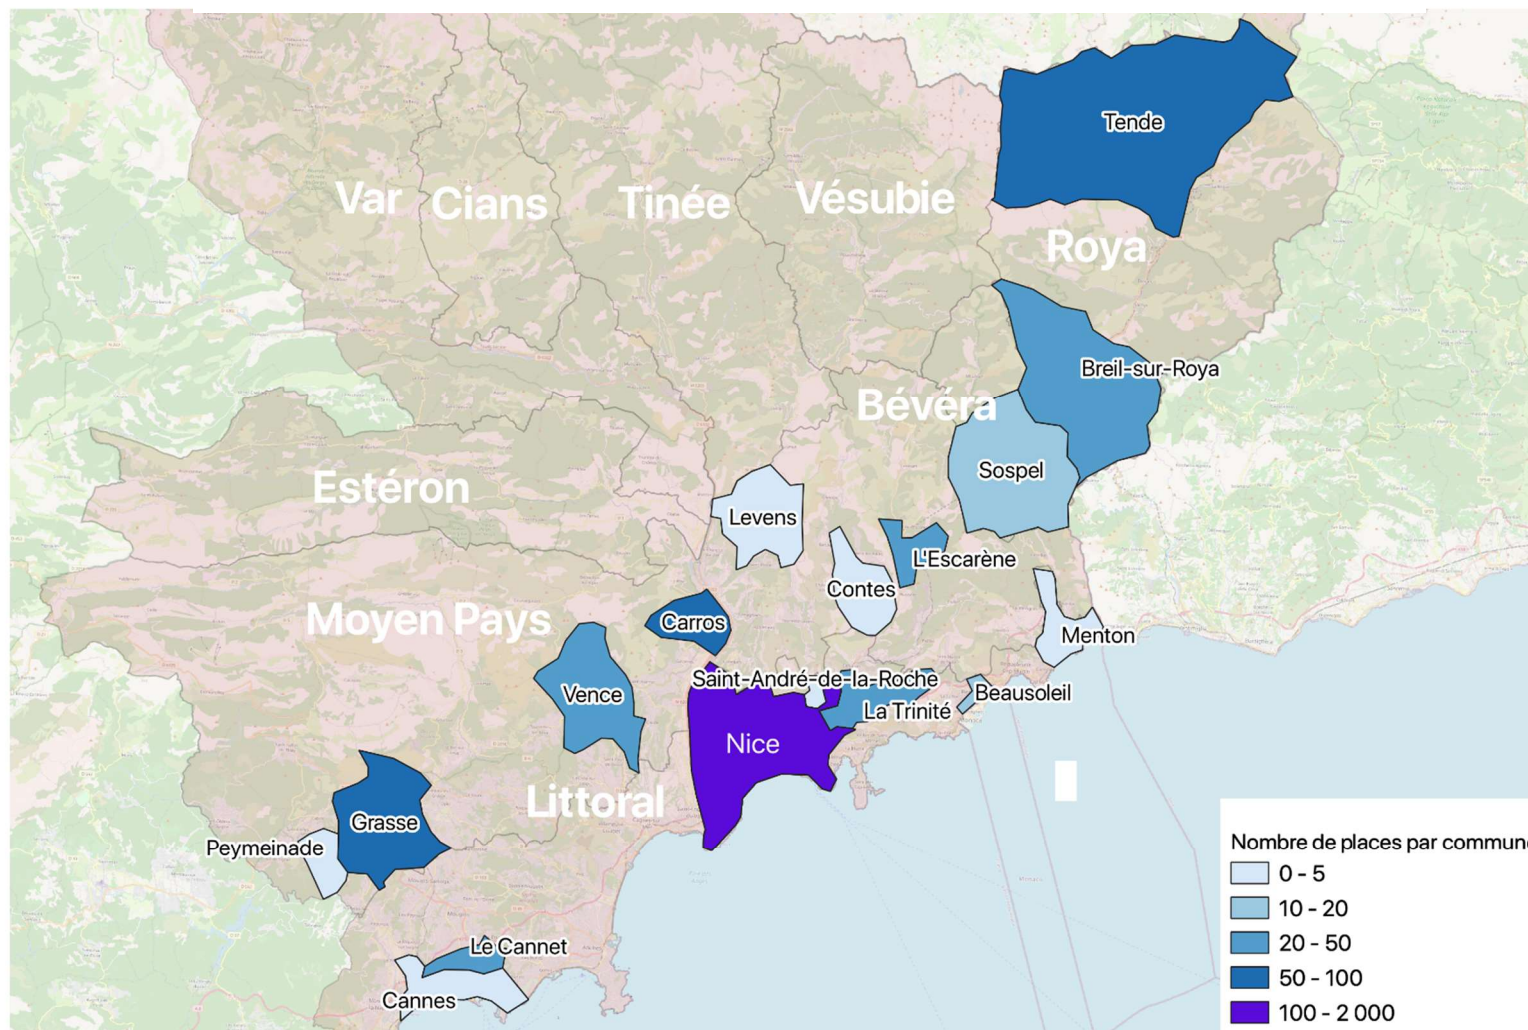 Tende
Var
Cians
Tinée
Vésubie
Roya
Breil-sur-Roya
Bévéra
Sospel
Estéron
Levens
L'Escarène
Contes
Moyen Pays
Carros
Menton
Saint-André-de-la-Roche
Beausoleil
Vence
La Trinité
Nice
Littoral
Grasse
Peymeinade
Le Cannet
Cannes
Nombre de places par commune
0 - 5
10 - 20
20 - 50
50 - 100
100 - 2 000